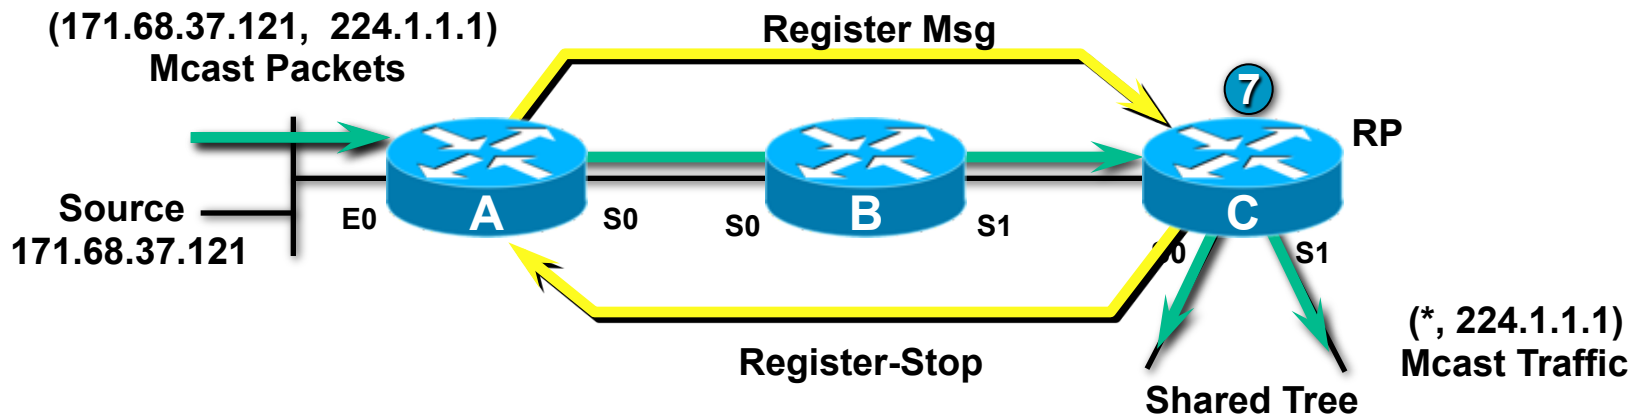 (171.68.37.121, 224.1.1.1)
Mcast Packets
Register Msg
7
RP
Source
171.68.37.121
E0
A
S0
S0
B
S1
C
S0
S1
Register-Stop
(*, 224.1.1.1)
Mcast Traffic
Shared Tree